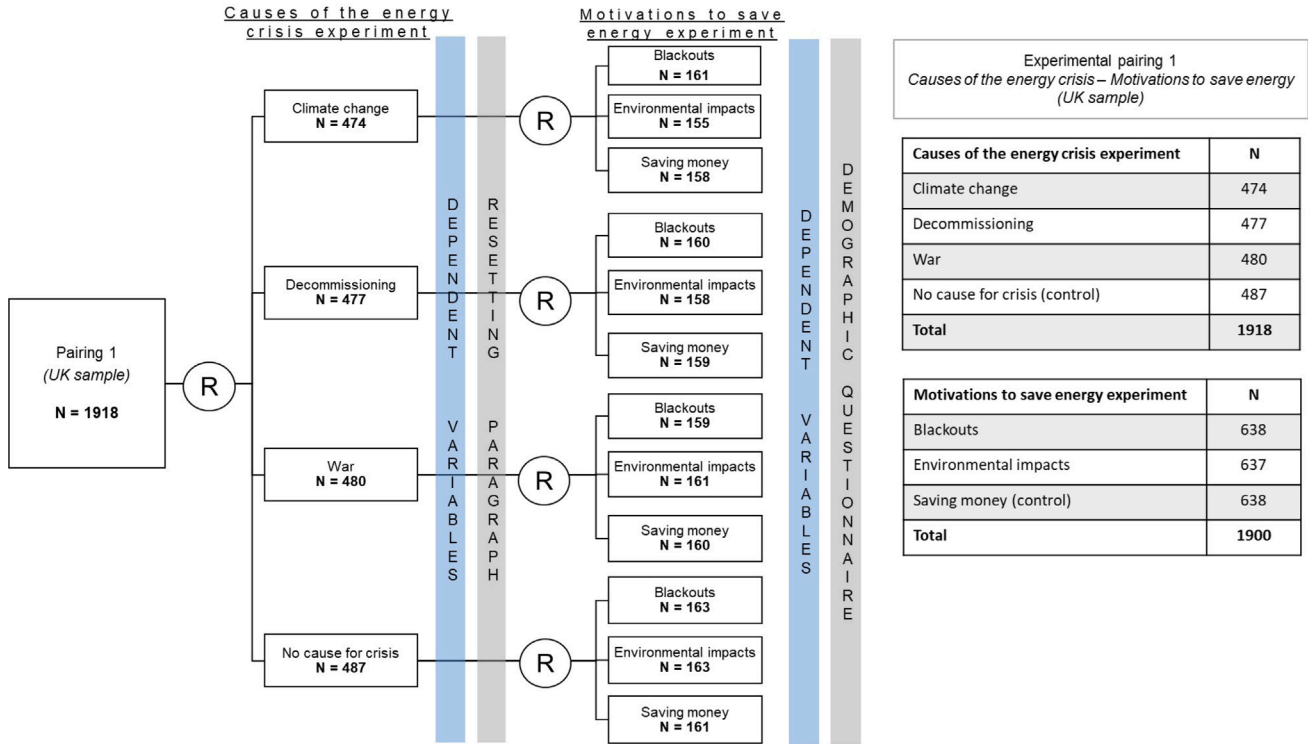 Causes of the energy
crisis experiment
Motivations to save
energy experiment
Pairing 1
(UK sample)
N = 1918
R
Climate change
N = 474
Decommissioning
N = 477
War
N = 480
No cause for crisis
N = 487
DEPENDENT VARIABLES
RESETTING PARAGRAPH
R
R
R
R
Blackouts
N = 161
Environmental impacts
N = 155
Saving money
N = 158
Blackouts
N = 160
Environmental impacts
N = 158
Saving money
N = 159
Blackouts
N = 159
Environmental impacts
N = 161
Saving money
N = 160
Blackouts
N = 163
Environmental impacts
N = 163
Saving money
N = 161
DEPENDENT VARIABLES
DEMOGRAPHIC QUESTIONNAIRE
Experimental pairing 1
Causes of the energy crisis – Motivations to save energy
(UK sample)
Causes of the energy crisis experiment N
Climate change 474
Decommissioning 477
War 480
No cause for crisis (control) 487
Total 1918
Motivations to save energy experiment N
Blackouts 638
Environmental impacts 637
Saving money (control) 638
Total 1900